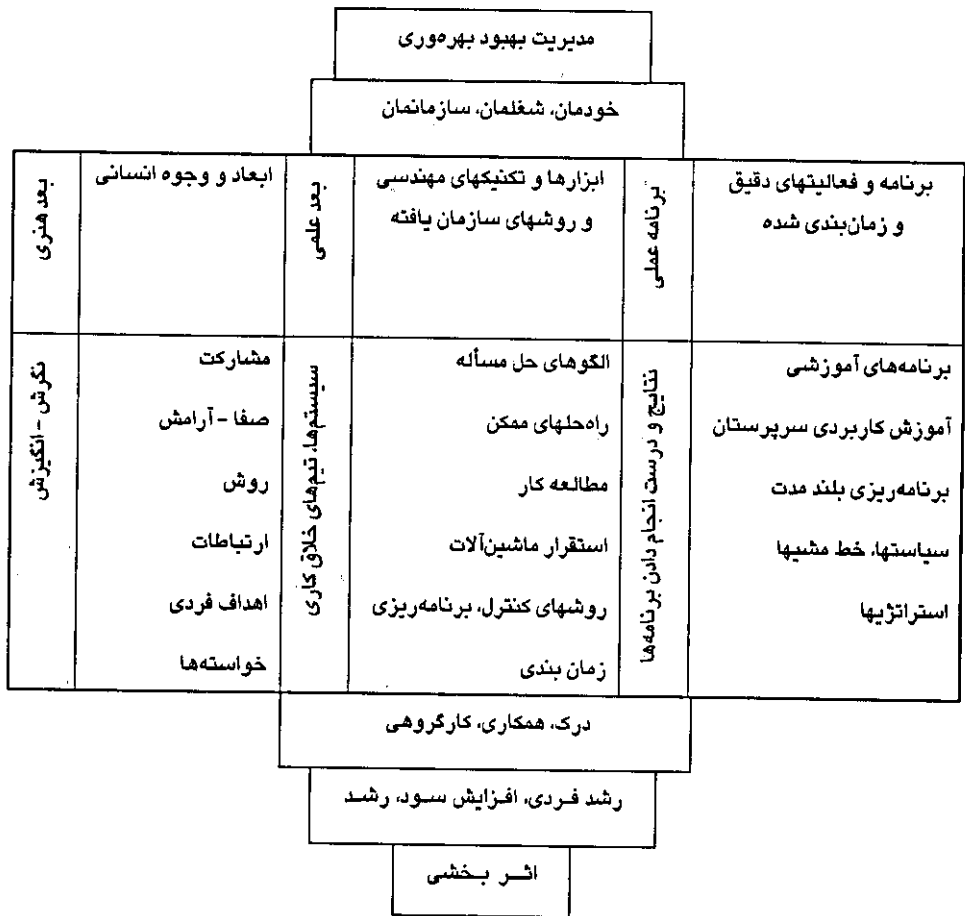 مدیریت بهبود بهره‌وری
خودمان، شغلمان، سازمانمان
برنامه و فعالیتهای دقیق
و زمان‌بندی شده
برنامه عملی
ابزارها و تکنیکهای مهندسی
و روشهای سازمان یافته
بعد علمی
ابعاد و وجوه انسانی
بعد هنری
برنامه‌های آموزشی
آموزش کاربردی سرپرستان
برنامه‌ریزی بلند مدت
سیاستها، خط مشیها
استراتژیها
نتایج و درست انجام دادن برنامه‌ها
الگوهای حل مسأله
راه‌حلهای ممکن
مطالعه کار
استقرار ماشین‌آلات
روشهای کنترل، برنامه‌ریزی
زمان بندی
سیستم‌ها، تیم‌های خلاق کاری
مشارکت
صفا - آرامش
روش
ارتباطات
اهداف فردی
خواسته‌ها
نگرش - انگیزش
درک، همکاری، کارگروهی
رشد فردی، افزایش سود، رشد
اثر بخشی